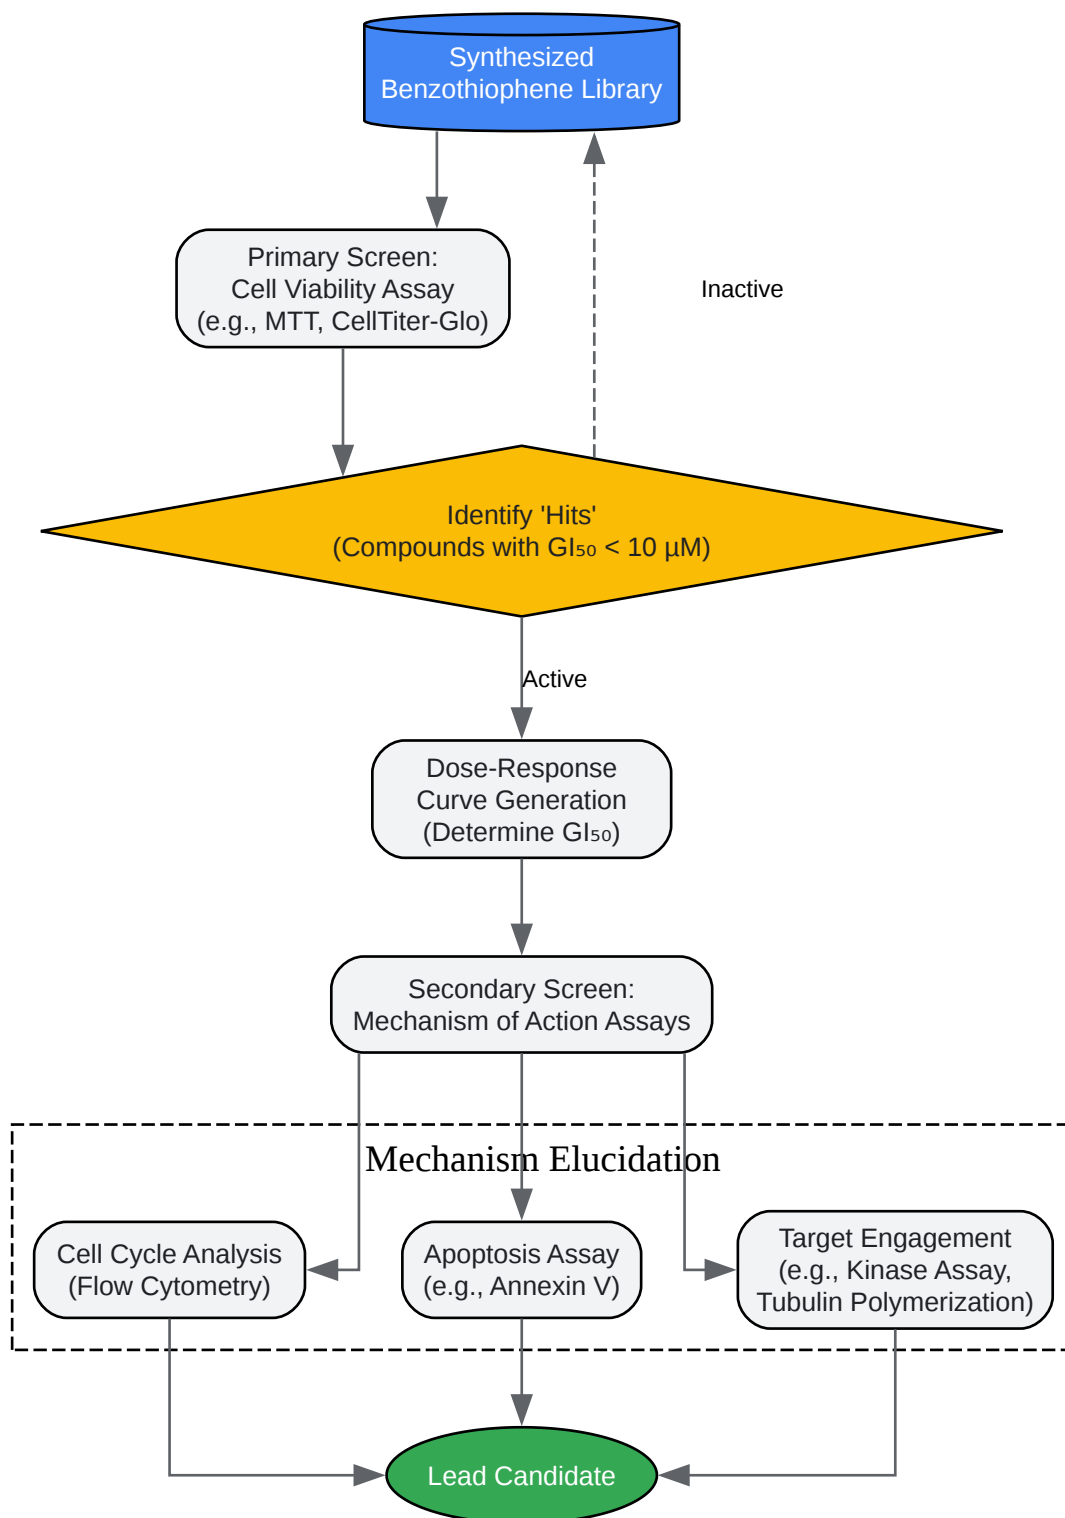 Synthesized
Benzothiophene Library
Primary Screen:
Cell Viability Assay
(e.g., MTT, CellTiter-Glo)
Inactive
Identify 'Hits'
(Compounds with GI₅₀ < 10 µM)
Active
Dose-Response
Curve Generation
(Determine GI₅₀)
Secondary Screen:
Mechanism of Action Assays
Mechanism Elucidation
Cell Cycle Analysis
(Flow Cytometry)
Apoptosis Assay
(e.g., Annexin V)
Target Engagement
(e.g., Kinase Assay,
Tubulin Polymerization)
Lead Candidate